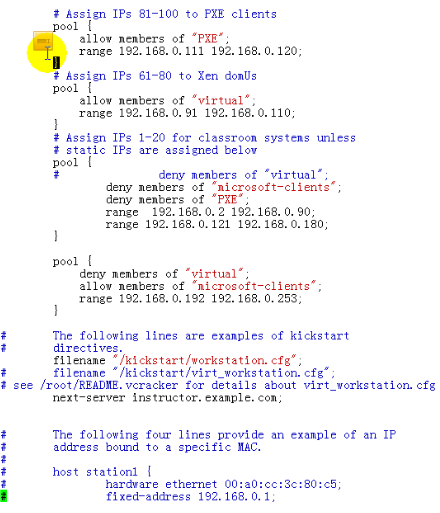 # Assign IPs 81-100 to PXE clients
pool {
allow members of "PXE";
range 192.168.0.111 192.168.0.120;
}
# Assign IPs 61-80 to Xen domUs
pool {
allow members of "virtual";
range 192.168.0.91 192.168.0.110;
}
# Assign IPs 1-20 for classroom systems unless
# static IPs are assigned below
pool {
# deny members of "virtual";
deny members of "microsoft-clients";
deny members of "PXE";
range 192.168.0.2 192.168.0.90;
range 192.168.0.121 192.168.0.180;
}
pool {
deny members of "virtual";
allow members of "microsoft-clients";
range 192.168.0.192 192.168.0.253;
}
# The following lines are examples of kickstart
# directives.
filename "/kickstart/workstation.cfg";
# filename "/kickstart/virt_workstation.cfg";
# see /root/README.vcracker for details about virt_workstation.cfg
next-server instructor.example.com;
# The following four lines provide an example of an IP
# address bound to a specific MAC.
#
# host station1 {
# hardware ethernet 00:a0:cc:3c:80:c5;
# fixed-address 192.168.0.1;